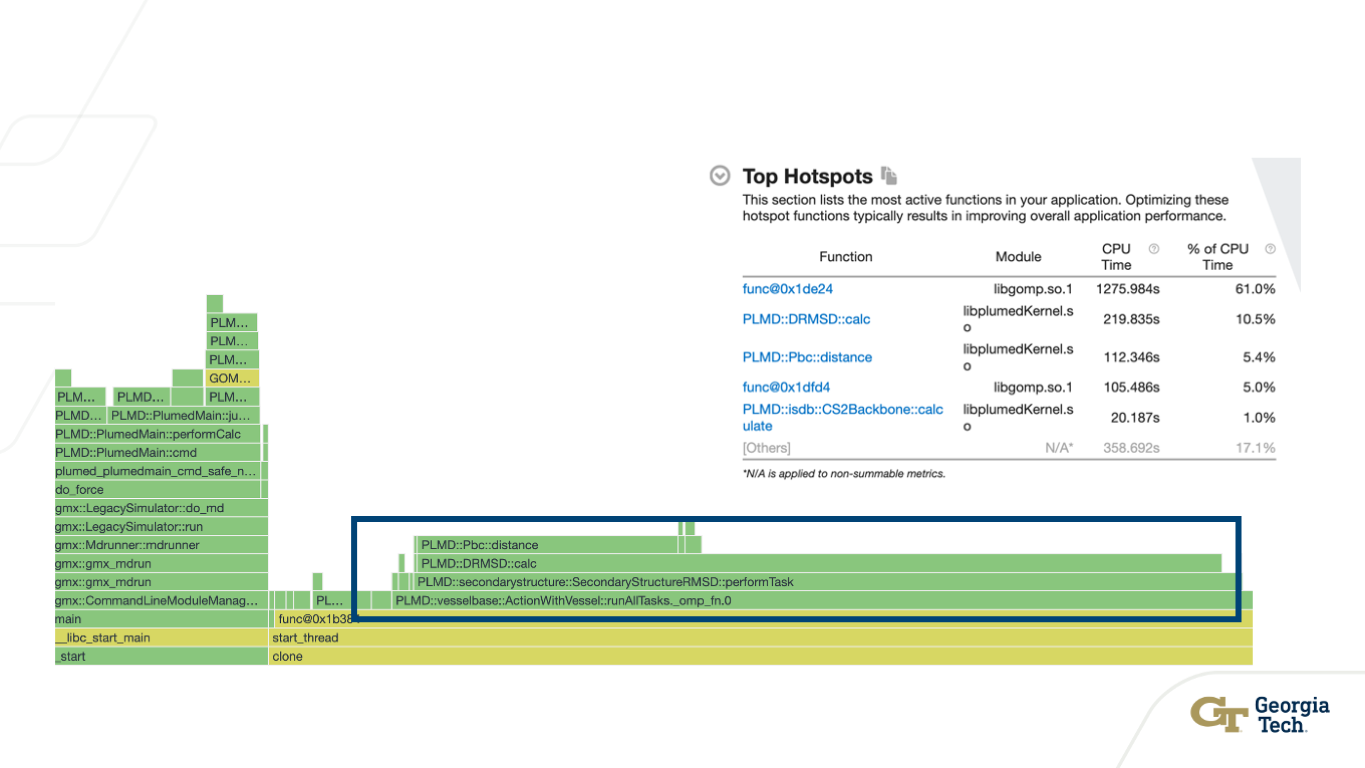 Top Hotspots
This section lists the most active functions in your application. Optimizing these
hotspot functions typically results in improving overall application performance.
Function Module CPU Time % of CPU Time
func@0x1de24 libgomp.so.1 1275.984s 61.0%
PLMD::DRMSD::calc libplumedKernel.so 219.835s 10.5%
PLMD::Pbc::distance libplumedKernel.so 112.346s 5.4%
func@0x1dfd4 libgomp.so.1 105.486s 5.0%
PLMD::isdb::CS2Backbone::calculate libplumedKernel.so 20.187s 1.0%
[Others] N/A* 358.692s 17.1%
*N/A is applied to non-summable metrics.
PLM...
PLM...
PLM...
GOM...
PLM... PLMD... PLM...
PLMD... PLMD::PlumedMain::ju...
PLMD::PlumedMain::performCalc
PLMD::PlumedMain::cmd
plumed_plumedmain_cmd_safe_n...
do_force
gmx::LegacySimulator::do_md
gmx::LegacySimulator::run
gmx::Mdrunner::mdrunner PLMD::Pbc::distance
gmx::gmx_mdrun PLMD::DRMSD::calc
gmx::gmx_mdrun PLMD::secondarystructure::SecondaryStructureRMSD::performTask
gmx::CommandLineModuleManag... PL... PLMD::vesselbase::ActionWithVessel::runAllTasks._omp_fn.0
main
__libc_start_main start_thread
_start clone
GT Georgia
Tech